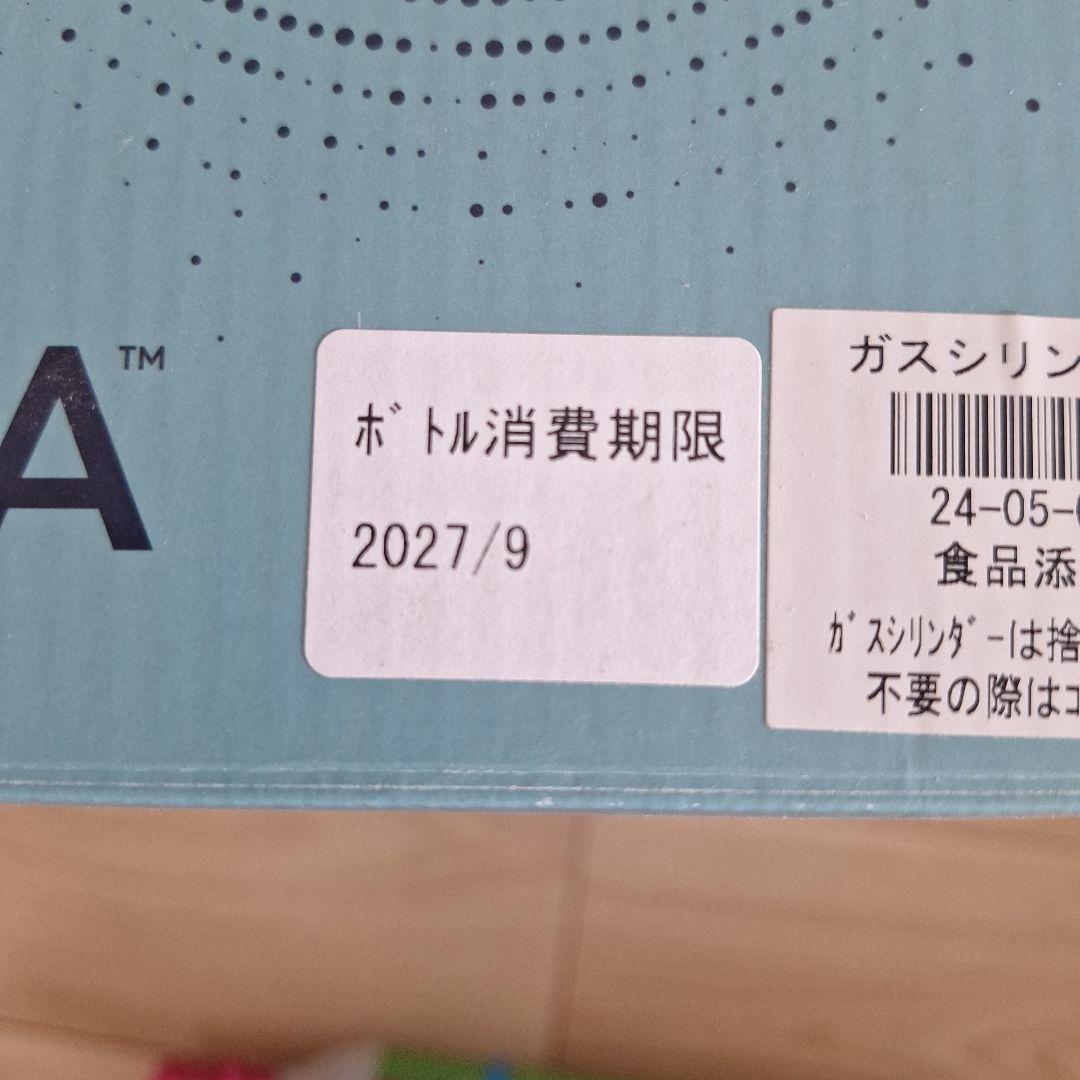 A™
ﾎﾞﾄﾙ消費期限
2027/9
ガスシリン
24-05-
食品添
ｶﾞｽｼﾘﾝﾀﾞｰは捨
不要の際は